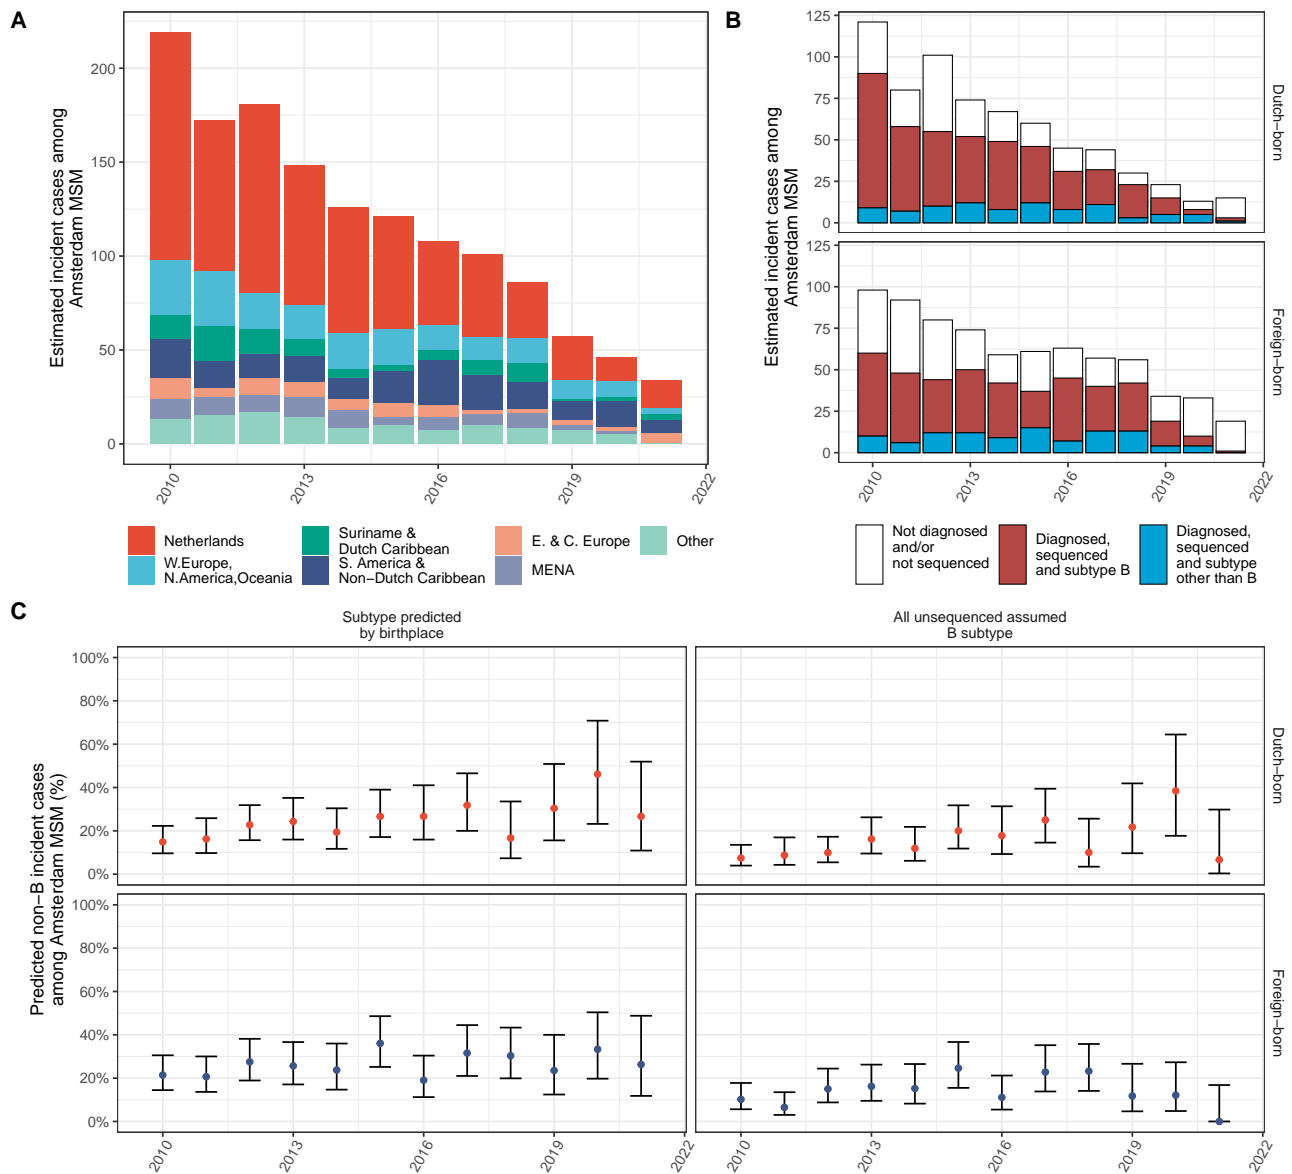 A
Estimated incident cases among
Amsterdam MSM
200
150
100
50
0
2010
2013
2016
2019
2022
Netherlands
W.Europe,
N.America,Oceania
Suriname &
Dutch Caribbean
S. America &
Non−Dutch Caribbean
E. & C. Europe
MENA
Other
B
Estimated incident cases among
Amsterdam MSM
125
100
75
50
25
0
Dutch−born
125
100
75
50
25
0
Foreign−born
2010
2013
2016
2019
2022
Not diagnosed
and/or
not sequenced
Diagnosed,
sequenced
and subtype B
Diagnosed,
sequenced
and subtype
other than B
C
Subtype predicted
by birthplace
All unsequenced assumed
B subtype
Predicted non−B incident cases
among Amsterdam MSM (%)
100%
80%
60%
40%
20%
0%
Dutch−born
100%
80%
60%
40%
20%
0%
Foreign−born
2010
2013
2016
2019
2022
2010
2013
2016
2019
2022